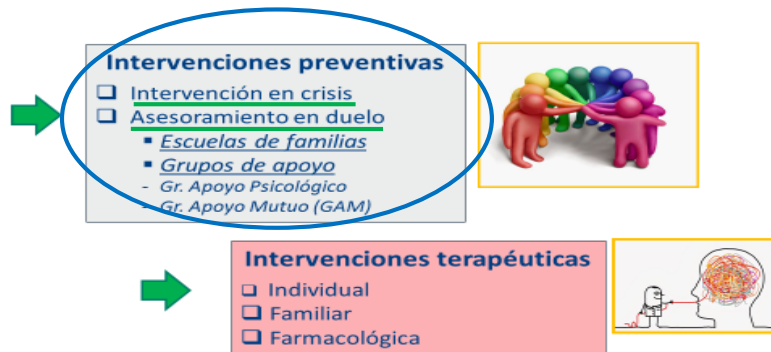 Intervenciones preventivas
❑ Intervención en crisis
❑ Asesoramiento en duelo
▪ Escuelas de familias
▪ Grupos de apoyo
- Gr. Apoyo Psicológico
- Gr. Apoyo Mutuo (GAM)
Intervenciones terapéuticas
❑ Individual
❑ Familiar
❑ Farmacológica